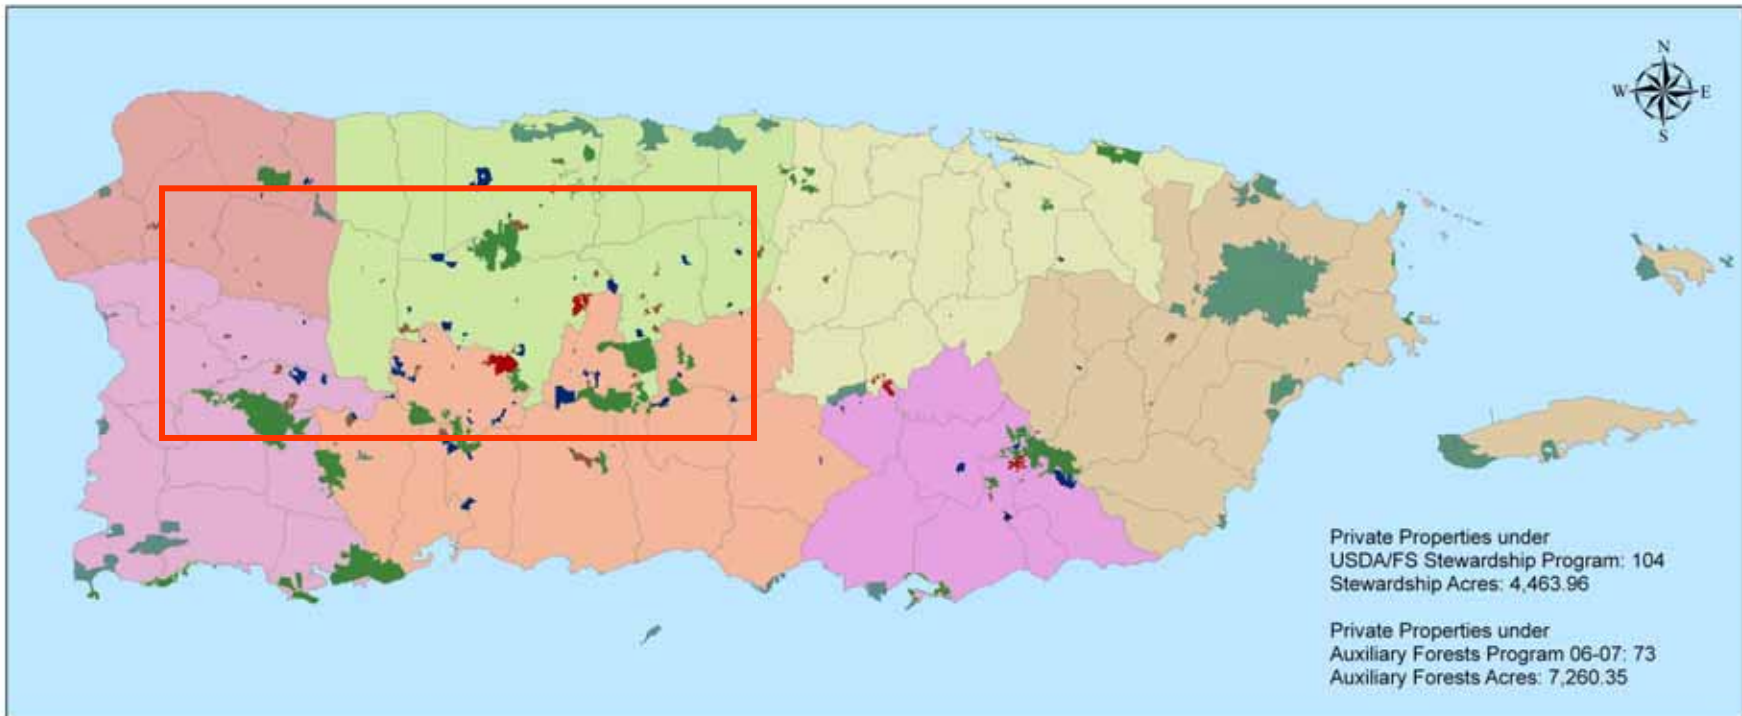 N
W E
S
Private Properties under
USDA/FS Stewardship Program: 104
Stewardship Acres: 4,463.96
Private Properties under
Auxiliary Forests Program 06-07: 73
Auxiliary Forests Acres: 7,260.35